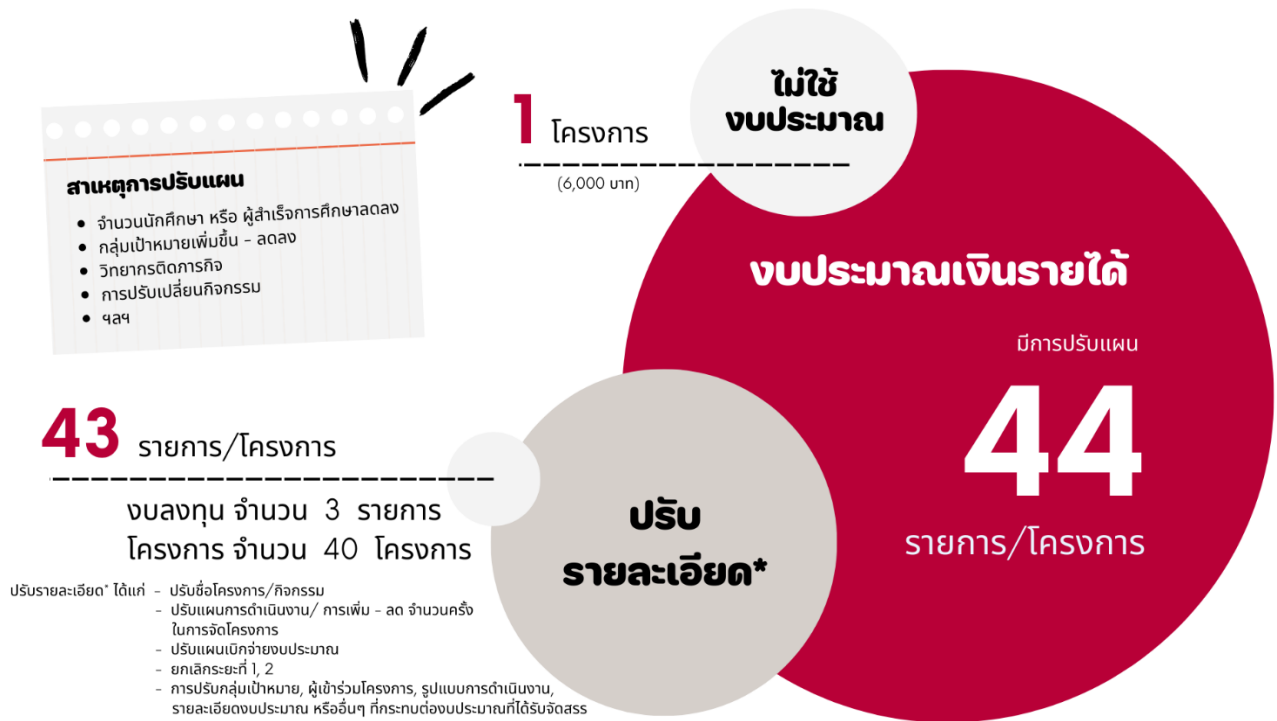 สาเหตุการปรับแผน
• จำนวนนักศึกษา หรือ ผู้สำเร็จการศึกษาลดลง
• กลุ่มเป้าหมายเพิ่มขึ้น - ลดลง
• วิทยากรติดภารกิจ
• การปรับเปลี่ยนกิจกรรม
• ฯลฯ
1 โครงการ
(6,000 บาท)
ไม่ใช้
งบประมาณ
งบประมาณเงินรายได้
มีการปรับแผน
44
รายการ/โครงการ
43 รายการ/โครงการ
งบลงทุน จำนวน 3 รายการ
โครงการ จำนวน 40 โครงการ
ปรับ
รายละเอียด*
ปรับรายละเอียด* ได้แก่ - ปรับชื่อโครงการ/กิจกรรม
- ปรับแผนการดำเนินงาน/ การเพิ่ม - ลด จำนวนครั้ง
ในการจัดโครงการ
- ปรับแผนเบิกจ่ายงบประมาณ
- ยกเลิกระยะที่ 1, 2
- การปรับกลุ่มเป้าหมาย, ผู้เข้าร่วมโครงการ, รูปแบบการดำเนินงาน,
รายละเอียดงบประมาณ หรืออื่นๆ ที่กระทบต่องบประมาณที่ได้รับจัดสรร